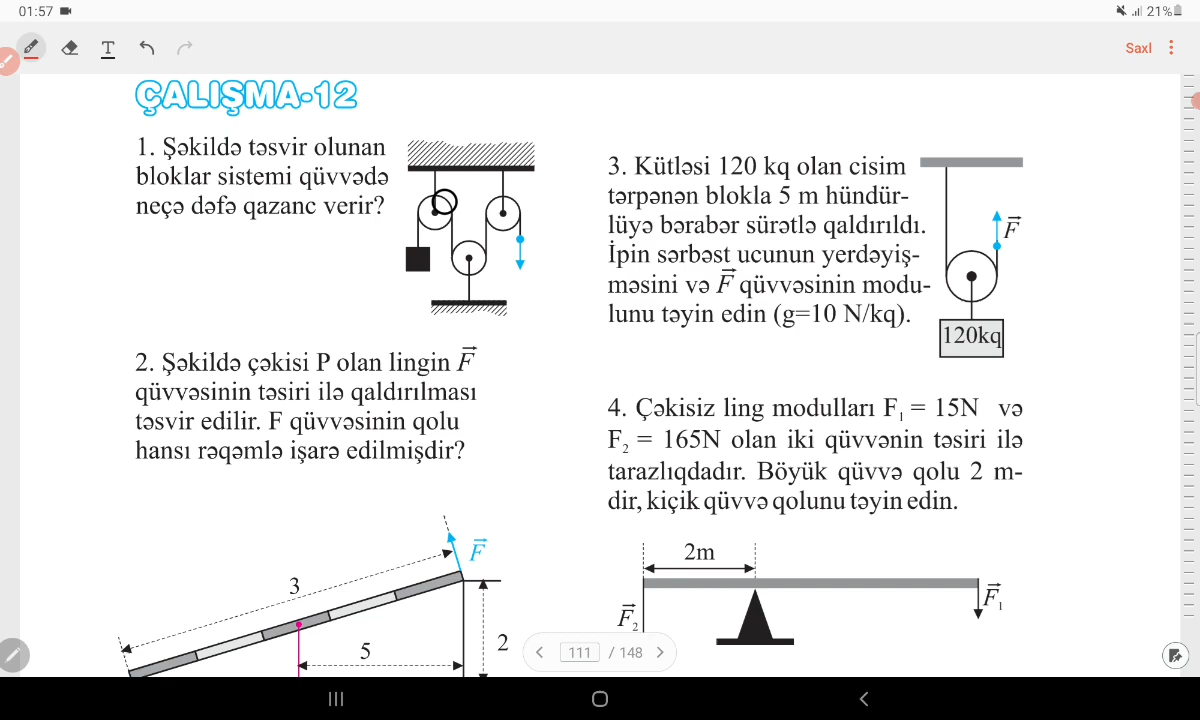 01:57
21%
T
Saxl
ÇALIŞMA-12
1. Şəkildə təsvir olunan
bloklar sistemi qüvvədə
neçə dəfə qazanc verir?
2. Şəkildə çəkisi P olan lingin F
qüvvəsinin təsiri ilə qaldırılması
təsvir edilir. F qüvvəsinin qolu
hansı rəqəmlə işarə edilmişdir?
F
3
5
2
3. Kütləsi 120 kq olan cisim
tərpənən blokla 5 m hündür-
lüyə bərabər sürətlə qaldırıldı.
İpin sərbəst ucunun yerdəyiş-
məsini və F qüvvəsinin modu-
lunu təyin edin (g=10 N/kq).
F
120kq
4. Çəkisiz ling modulları F₁ = 15N və
F₂ = 165N olan iki qüvvənin təsiri ilə
tarazlıqdadır. Böyük qüvvə qolu 2 m-
dir, kiçik qüvvə qolunu təyin edin.
2m
F₂
F₁
111 / 148